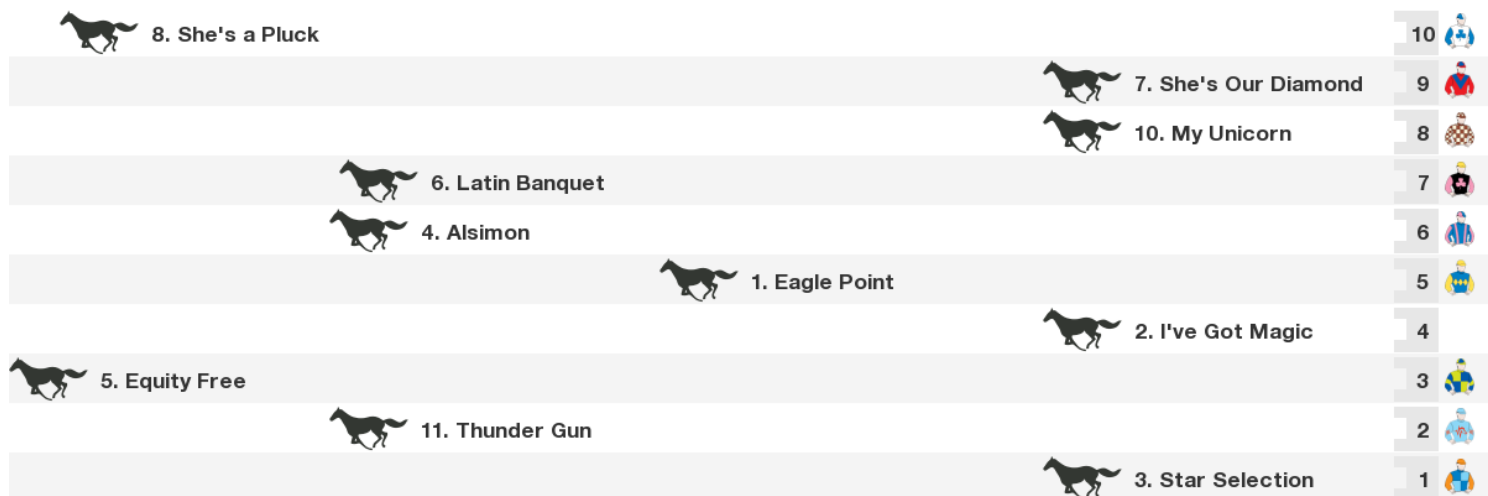 8. She's a Pluck 10
7. She's Our Diamond 9
10. My Unicorn 8
6. Latin Banquet 7
4. Alsimon 6
1. Eagle Point 5
2. I've Got Magic 4
5. Equity Free 3
11. Thunder Gun 2
3. Star Selection 1